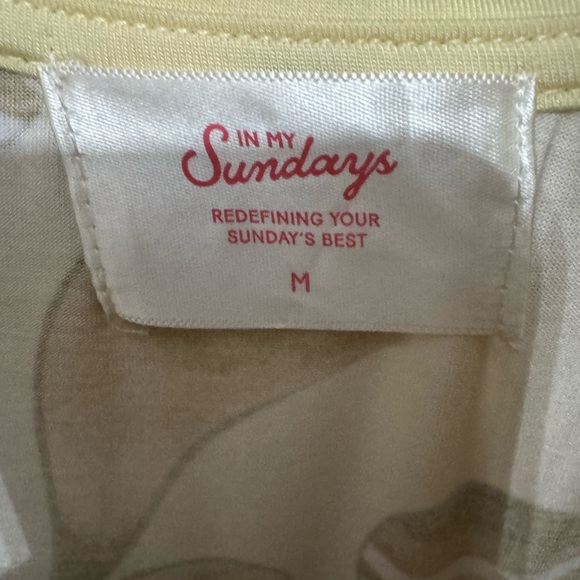 IN MY
Sundays
REDEFINING YOUR
SUNDAY'S BEST
M